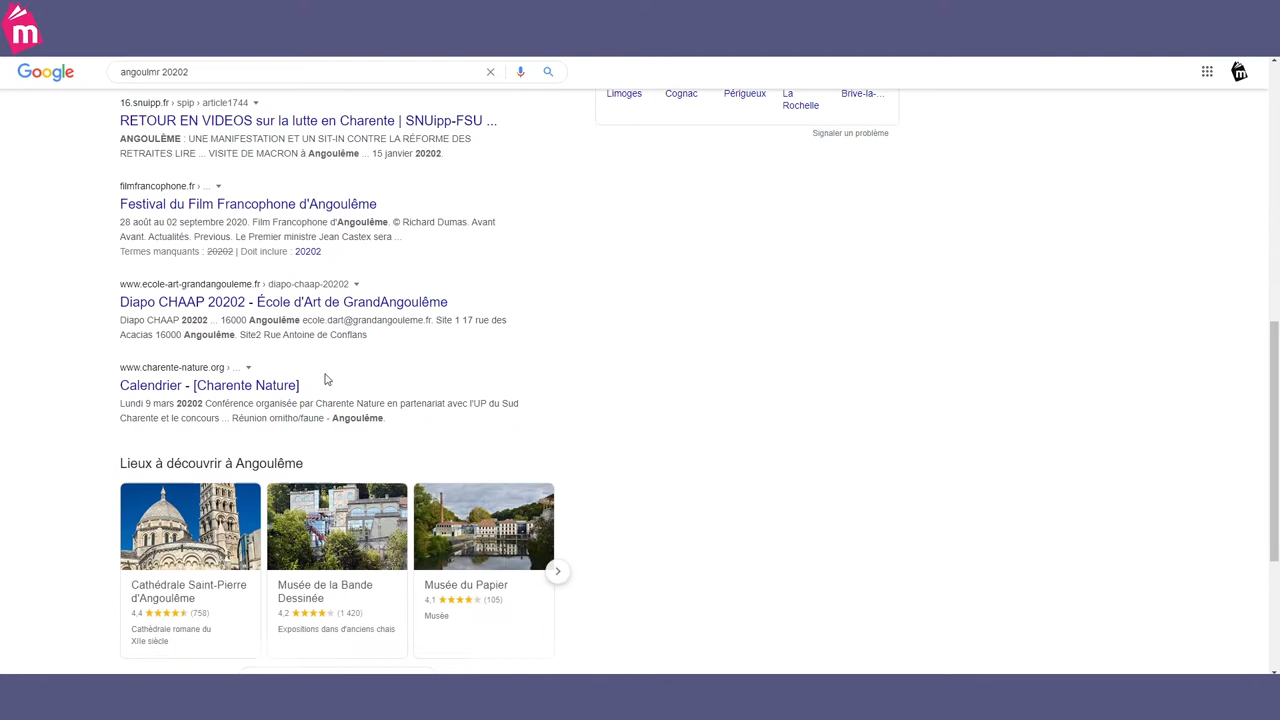 m
Google
angoulmr 20202
Limoges Cognac Périgueux La Rochelle Brive-la-...
Signaler un problème
16.snuipp.fr › spip › article1744
RETOUR EN VIDEOS sur la lutte en Charente | SNUipp-FSU ...
ANGOULÊME : UNE MANIFESTATION ET UN SIT-IN CONTRE LA RÉFORME DES
RETRAITES LIRE ... VISITE DE MACRON à Angoulême ... 15 janvier 20202.
filmfrancophone.fr › ...
Festival du Film Francophone d'Angoulême
28 août au 02 septembre 2020. Film Francophone d'Angoulême. © Richard Dumas. Avant
Avant. Actualités. Previous. Le Premier ministre Jean Castex sera ...
Termes manquants : 20202 | Doit inclure : 20202
www.ecole-art-grandangouleme.fr › diapo-chaap-20202
Diapo CHAAP 20202 - École d'Art de GrandAngoulême
Diapo CHAAP 20202 ... 16000 Angoulême ecole.dart@grandangouleme.fr. Site 1 17 rue des
Acacias 16000 Angoulême. Site2 Rue Antoine de Conflans
www.charente-nature.org › ...
Calendrier - [Charente Nature]
Lundi 9 mars 20202 Conférence organisée par Charente Nature en partenariat avec l'UP du Sud
Charente et le concours ... Réunion ornitho/faune - Angoulême.
Lieux à découvrir à Angoulême
Cathédrale Saint-Pierre
d'Angoulême
4,4 (758)
Cathédrale romane du
XIIe siècle
Musée de la Bande
Dessinée
4,2 (1 420)
Expositions dans d'anciens chais
Musée du Papier
4,1 (105)
Musée